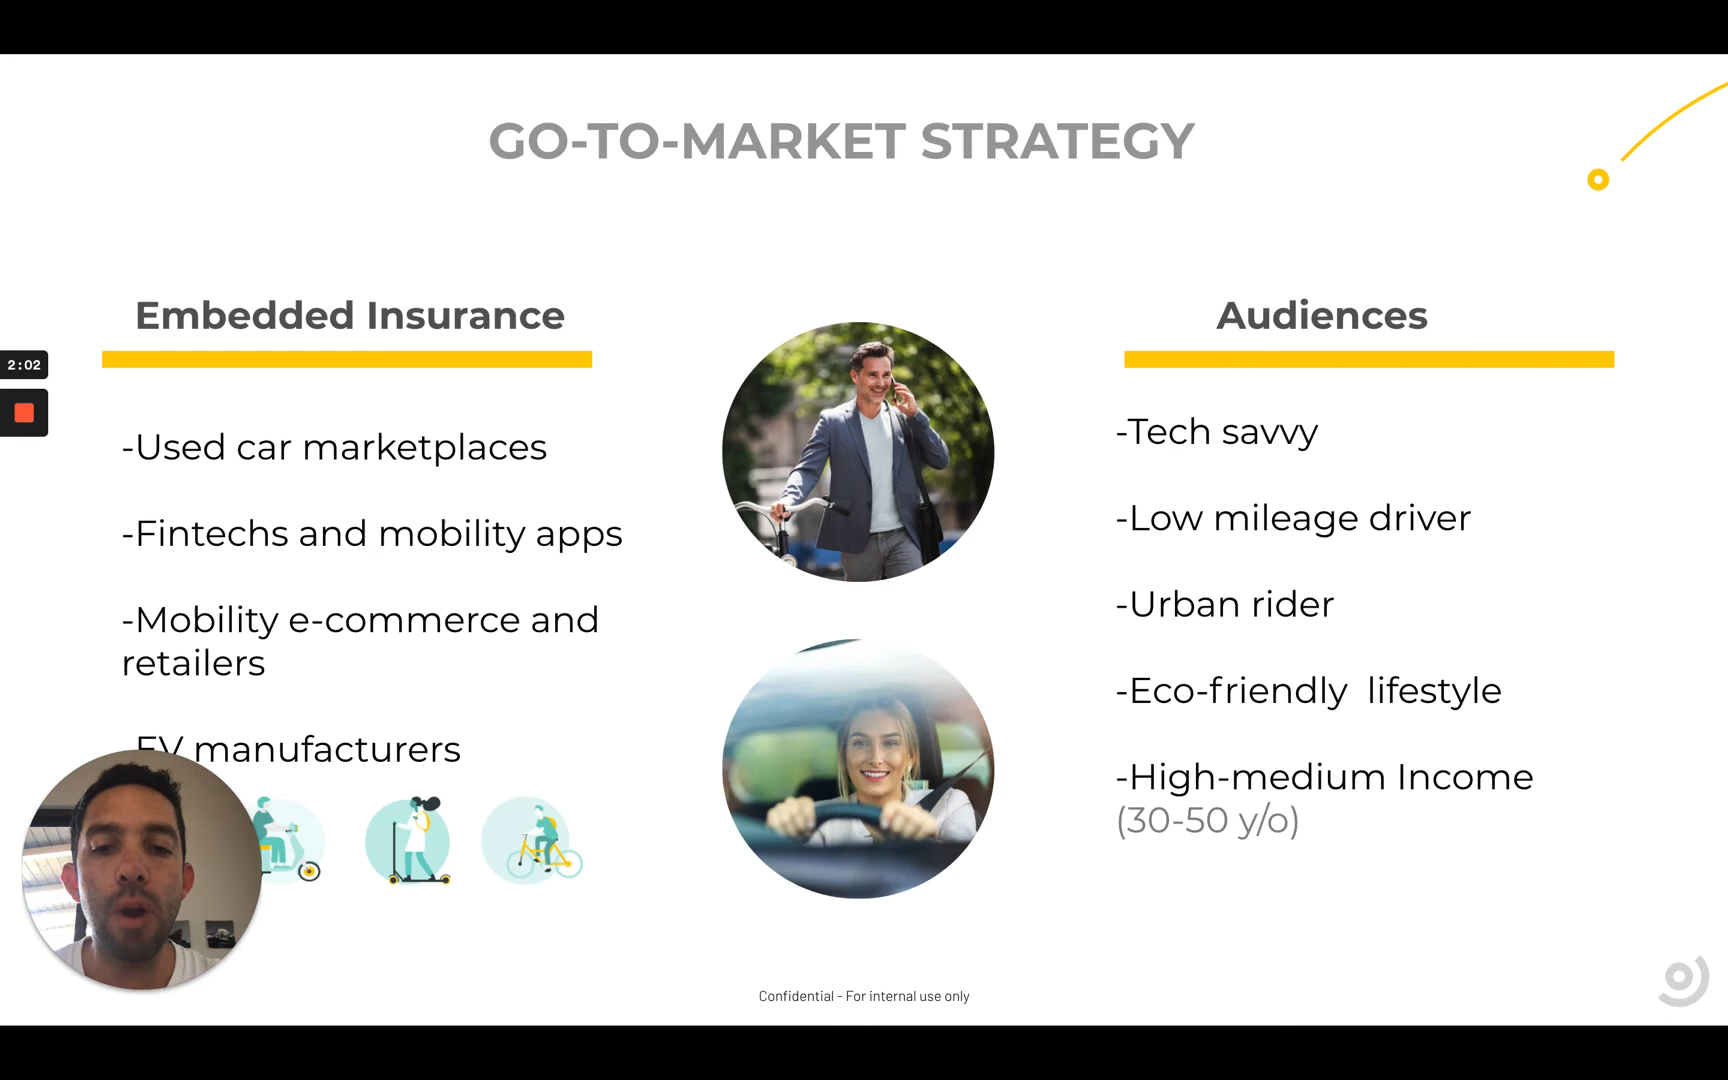 GO-TO-MARKET STRATEGY
Embedded Insurance
-Used car marketplaces
-Fintechs and mobility apps
-Mobility e-commerce and
retailers
EV manufacturers
Audiences
-Tech savvy
-Low mileage driver
-Urban rider
-Eco-friendly  lifestyle
-High-medium Income
(30-50 y/o)
2:02
Confidential - For internal use only